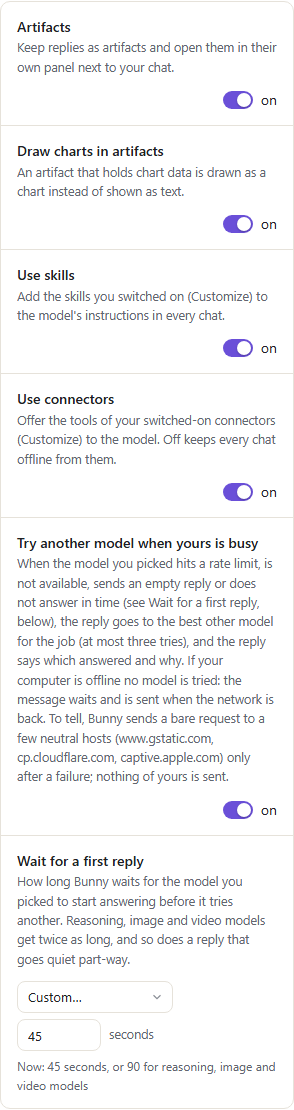 Artifacts
Keep replies as artifacts and open them in their
own panel next to your chat.
on
Draw charts in artifacts
An artifact that holds chart data is drawn as a
chart instead of shown as text.
on
Use skills
Add the skills you switched on (Customize) to
the model's instructions in every chat.
on
Use connectors
Offer the tools of your switched-on connectors
(Customize) to the model. Off keeps every chat
offline from them.
on
Try another model when yours is busy
When the model you picked hits a rate limit, is
not available, sends an empty reply or does
not answer in time (see Wait for a first reply,
below), the reply goes to the best other model
for the job (at most three tries), and the reply
says which answered and why. If your
computer is offline no model is tried: the
message waits and is sent when the network is
back. To tell, Bunny sends a bare request to a
few neutral hosts (www.gstatic.com,
cp.cloudflare.com, captive.apple.com) only
after a failure; nothing of yours is sent.
on
Wait for a first reply
How long Bunny waits for the model you
picked to start answering before it tries
another. Reasoning, image and video models
get twice as long, and so does a reply that
goes quiet part-way.
Custom...
45 seconds
Now: 45 seconds, or 90 for reasoning, image and
video models